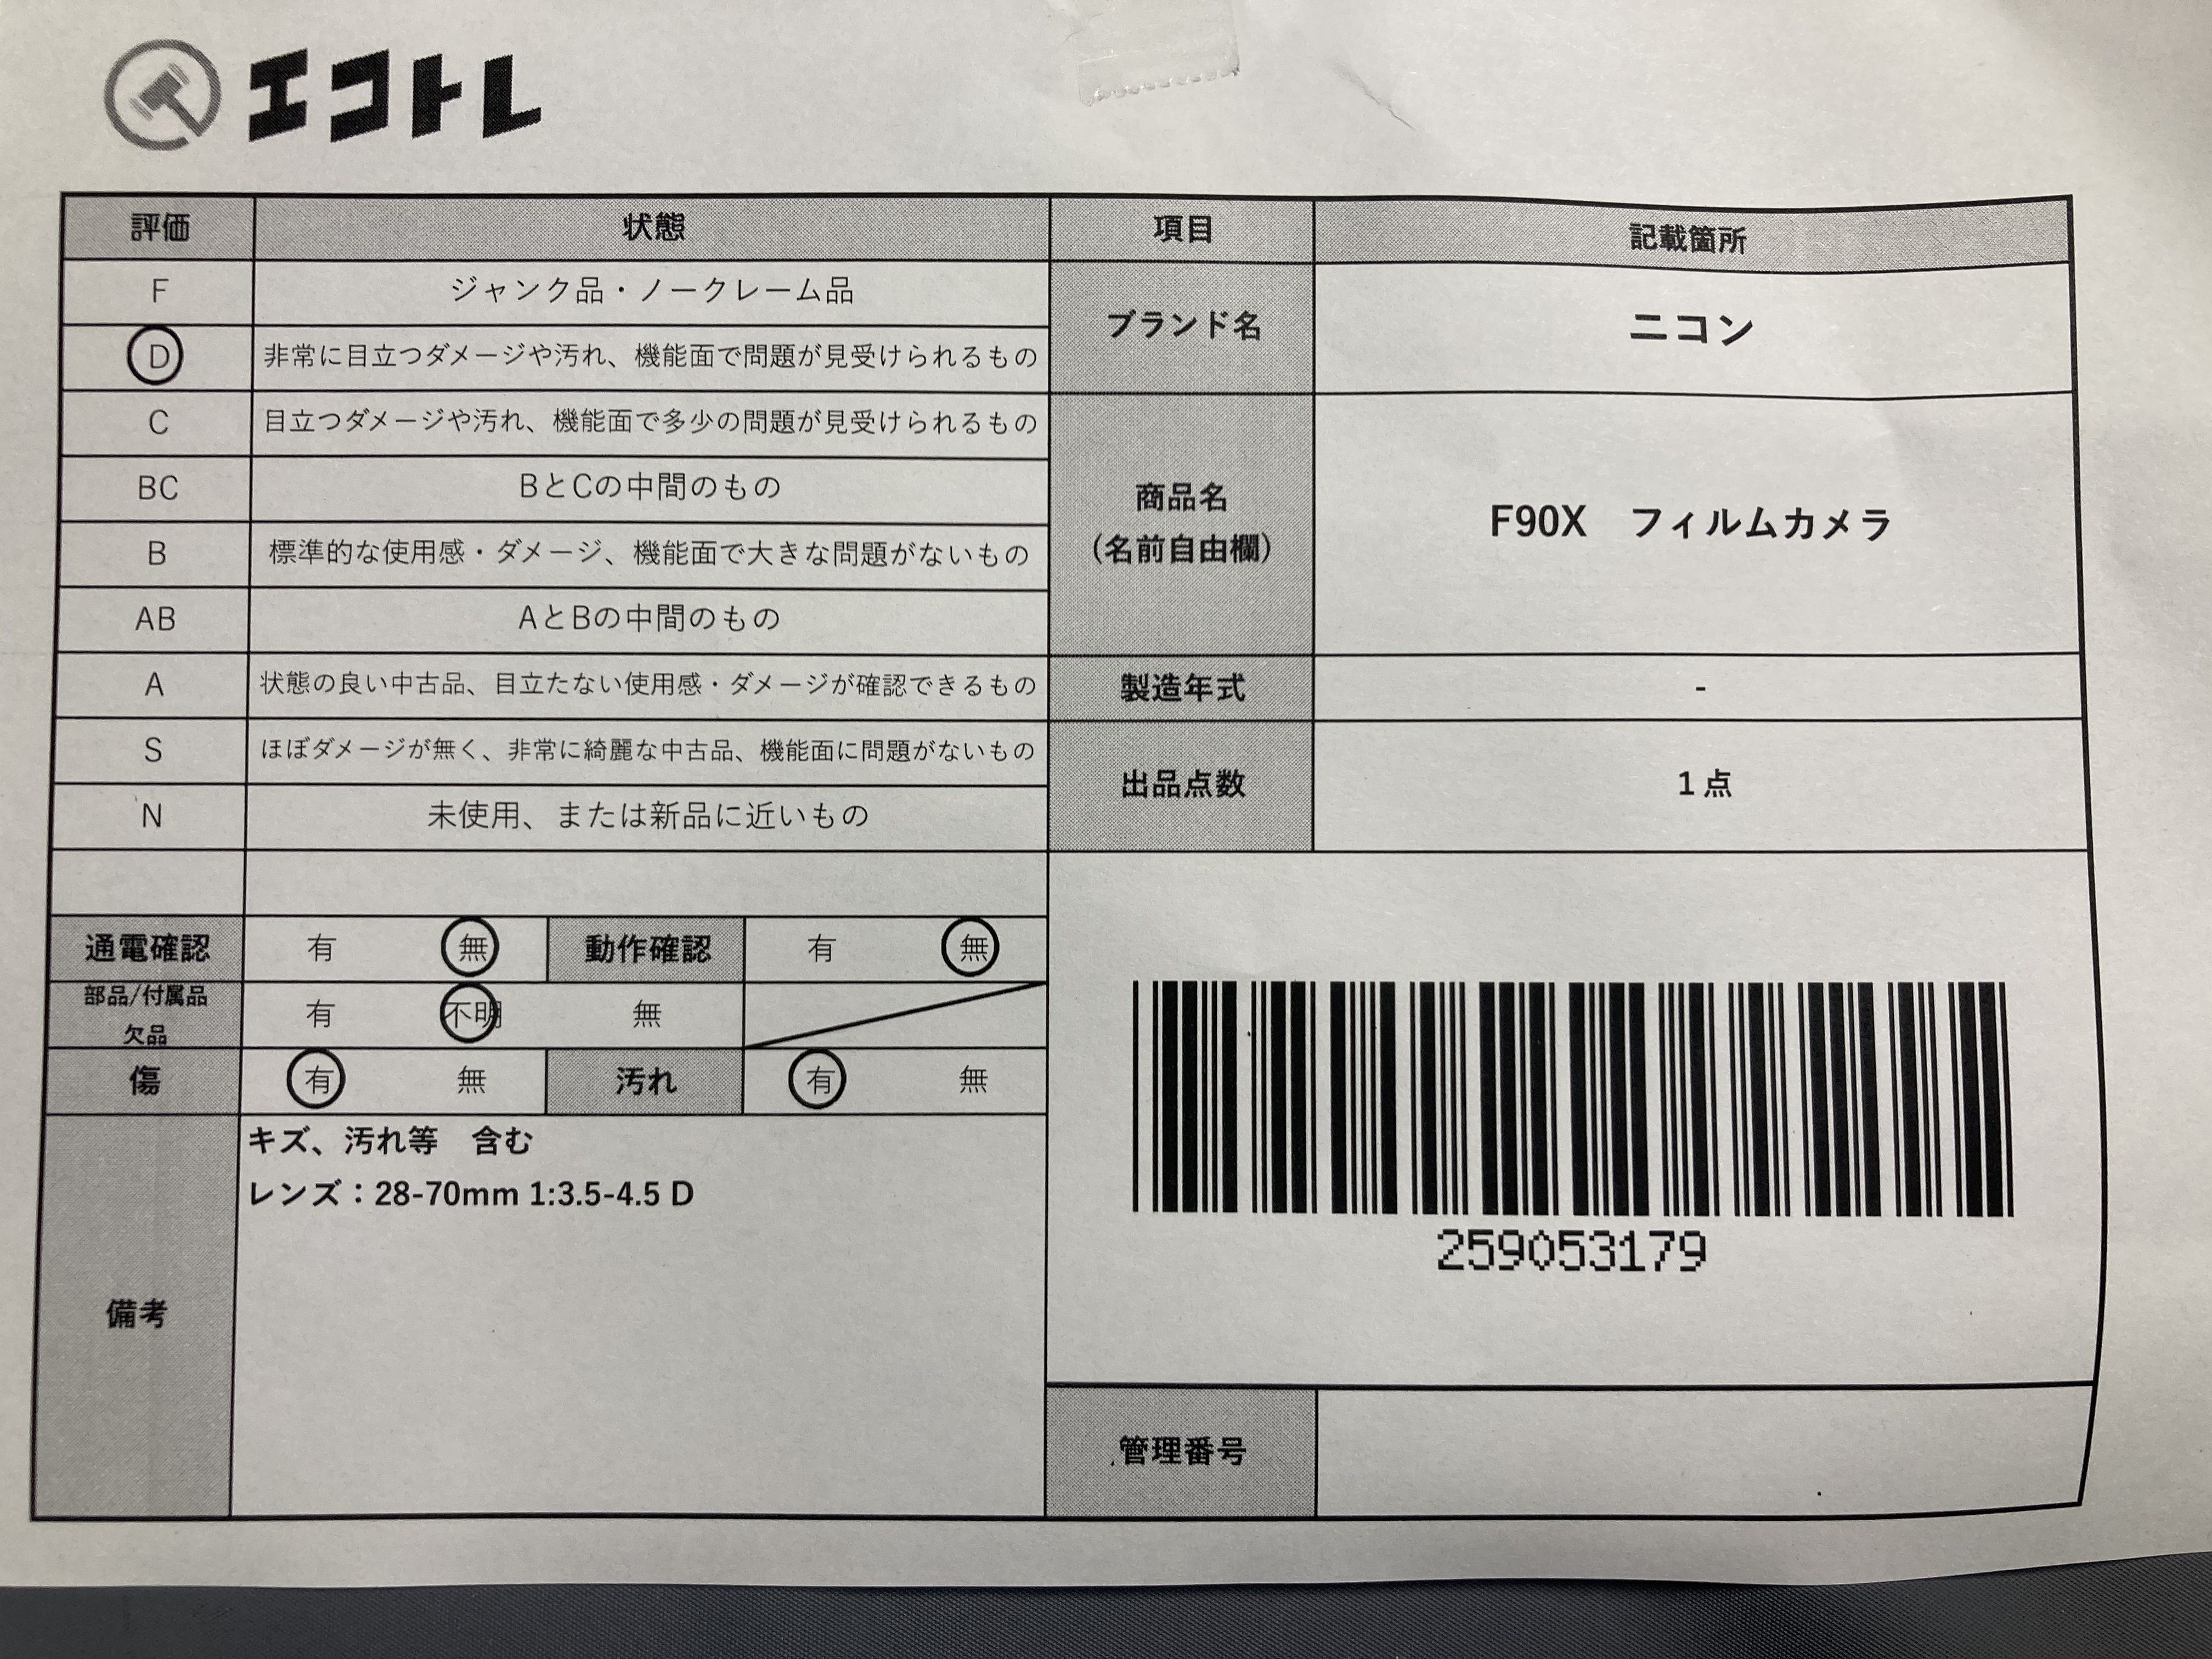 エコトレ
評価 状態 項目 記載箇所
F ジャンク品・ノークレーム品
D 非常に目立つダメージや汚れ、機能面で問題が見受けられるもの
ブランド名 ニコン
C 目立つダメージや汚れ、機能面で多少の問題が見受けられるもの
BC BとCの中間のもの
商品名
(名前自由欄)
F90X　フィルムカメラ
B 標準的な使用感・ダメージ、機能面で大きな問題がないもの
AB AとBの中間のもの
A 状態の良い中古品、目立たない使用感・ダメージが確認できるもの
製造年式 -
S ほぼダメージが無く、非常に綺麗な中古品、機能面に問題がないもの
出品点数 1点
N 未使用、または新品に近いもの
通電確認 有 無 動作確認 有 無
部品/付属品
欠品
有 不明 無
傷 有 無 汚れ 有 無
備考
キズ、汚れ等　含む
レンズ：28-70mm 1:3.5-4.5 D
259053179
管理番号